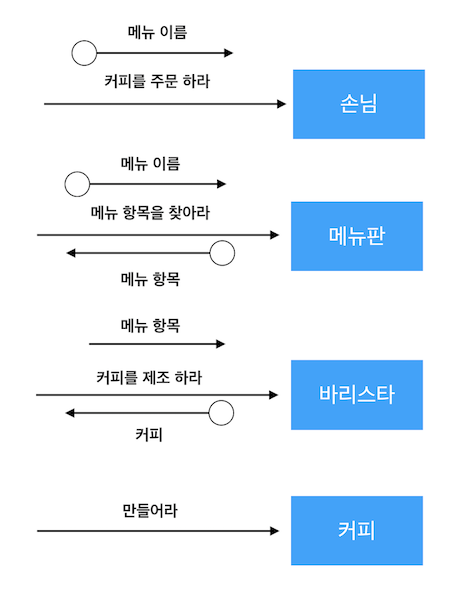 메뉴 이름
커피를 주문 하라
손님
메뉴 이름
메뉴 항목을 찾아라
메뉴판
메뉴 항목
메뉴 항목
커피를 제조 하라
바리스타
커피
만들어라
커피